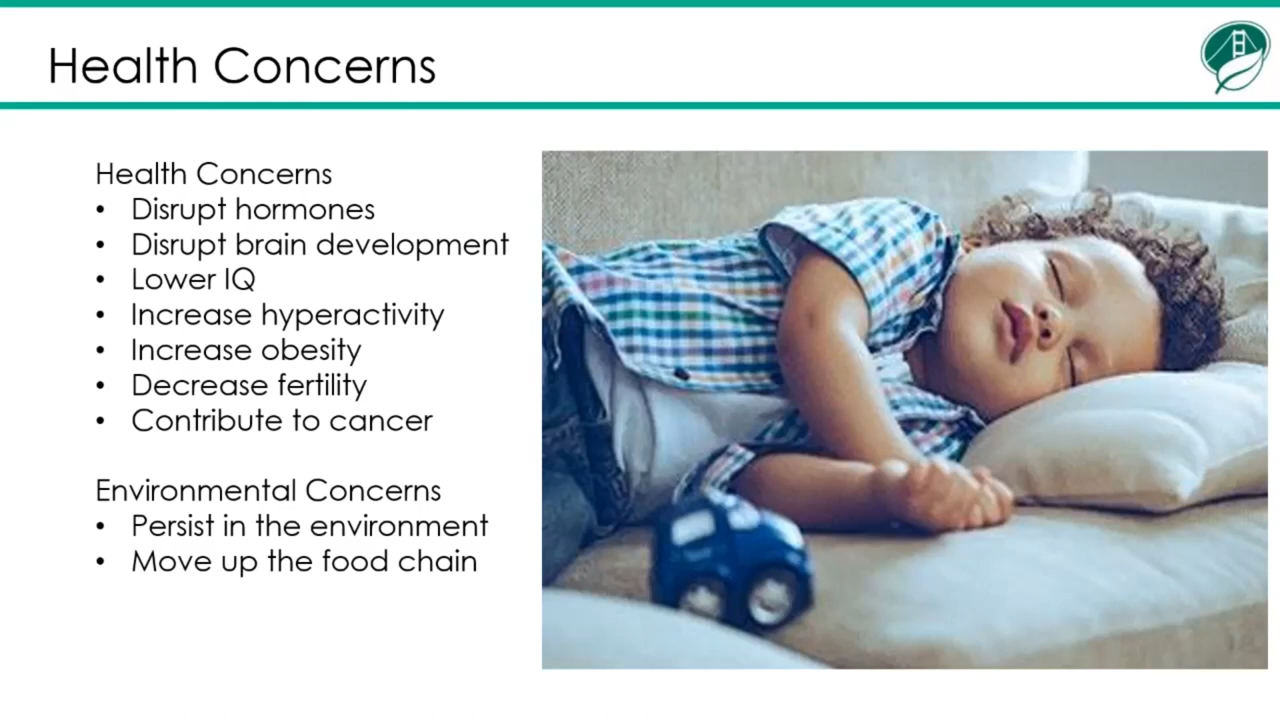 Health Concerns
Health Concerns
• Disrupt hormones
• Disrupt brain development
• Lower IQ
• Increase hyperactivity
• Increase obesity
• Decrease fertility
• Contribute to cancer
Environmental Concerns
• Persist in the environment
• Move up the food chain